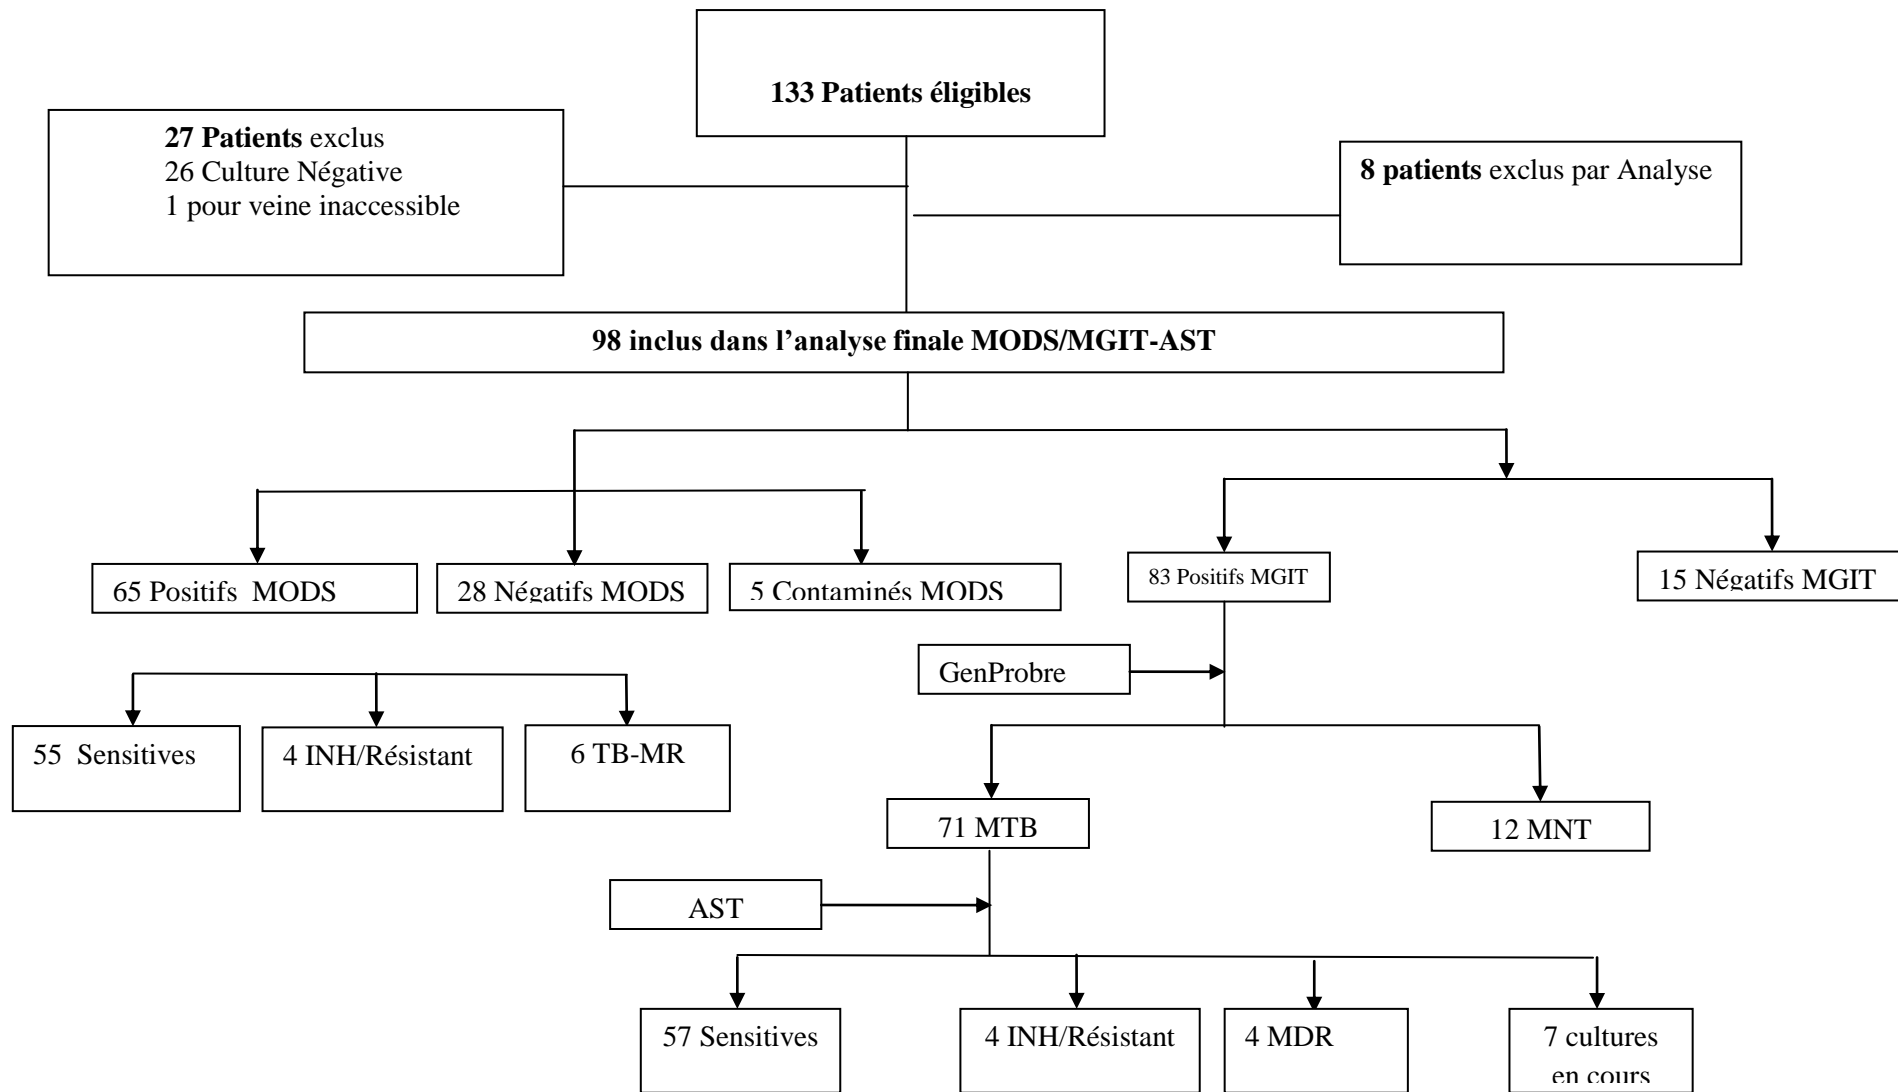 133 Patients éligibles
27 Patients exclus
26 Culture Négative
1 pour veine inaccessible
8 patients exclus par Analyse
98 inclus dans l’analyse finale MODS/MGIT-AST
65 Positifs MODS
28 Négatifs MODS
5 Contaminés MODS
83 Positifs MGIT
15 Négatifs MGIT
GenProbre
55 Sensitives
4 INH/Résistant
6 TB-MR
71 MTB
12 MNT
AST
57 Sensitives
4 INH/Résistant
4 MDR
7 cultures
en cours